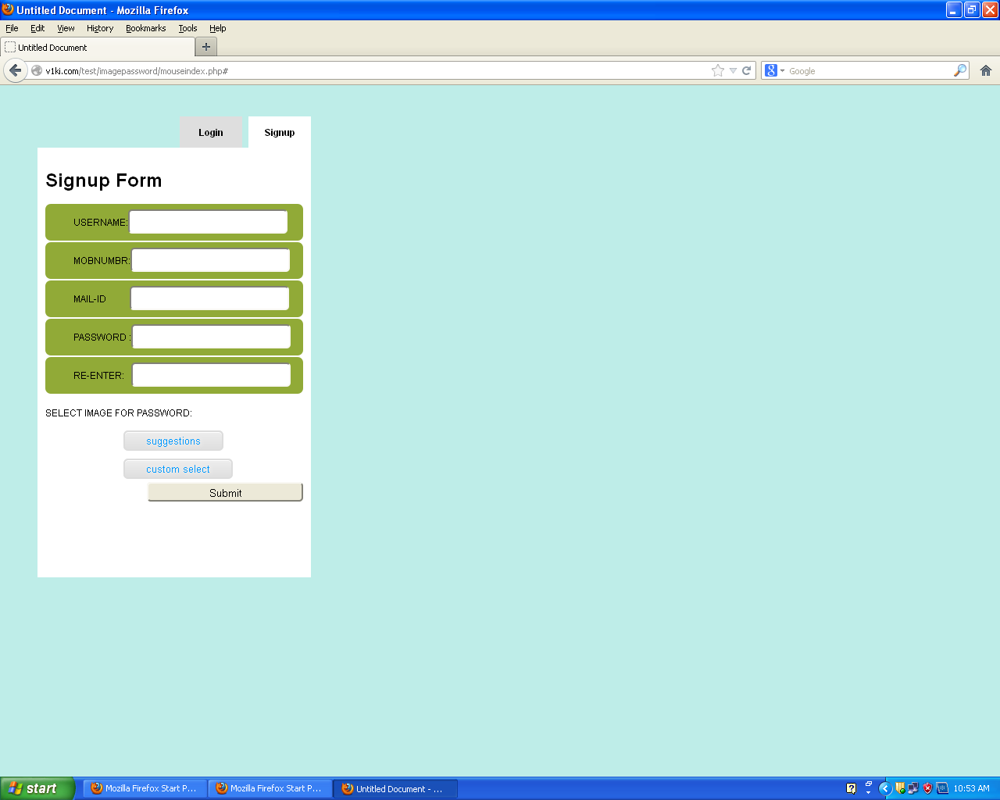 Untitled Document - Mozilla Firefox
File Edit View History Bookmarks Tools Help
Untitled Document
v1ki.com/test/imagepassword/mouseindex.php#
Google
Login Signup
Signup Form
USERNAME:
MOBNUMBR:
MAIL-ID
PASSWORD :
RE-ENTER:
SELECT IMAGE FOR PASSWORD:
suggestions
custom select
Submit
start Mozilla Firefox Start P... Mozilla Firefox Start P... Untitled Document - ... 10:53 AM